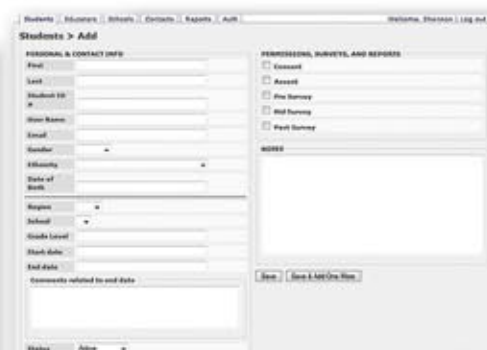 Students Educators Schools Contacts Reports Audit Welcome, Shannon | Log out
Students > Add
PERSONAL & CONTACT INFO
First
Last
Student ID
#
User Name
Email
Gender
Ethnicity
Date of
Birth
Region
School
Grade Level
Start date
End date
Comments related to end date
Status Active
PERMISSIONS, SURVEYS, AND REPORTS
Consent
Assent
Pre Survey
Mid Survey
Post Survey
NOTES
Save Save & Add One More